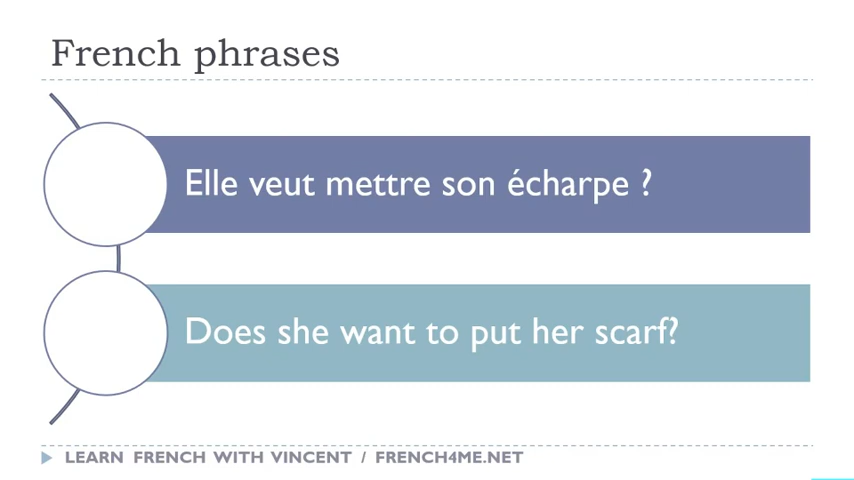 French phrases
Elle veut mettre son écharpe ?
Does she want to put her scarf?
LEARN FRENCH WITH VINCENT / FRENCH4ME.NET